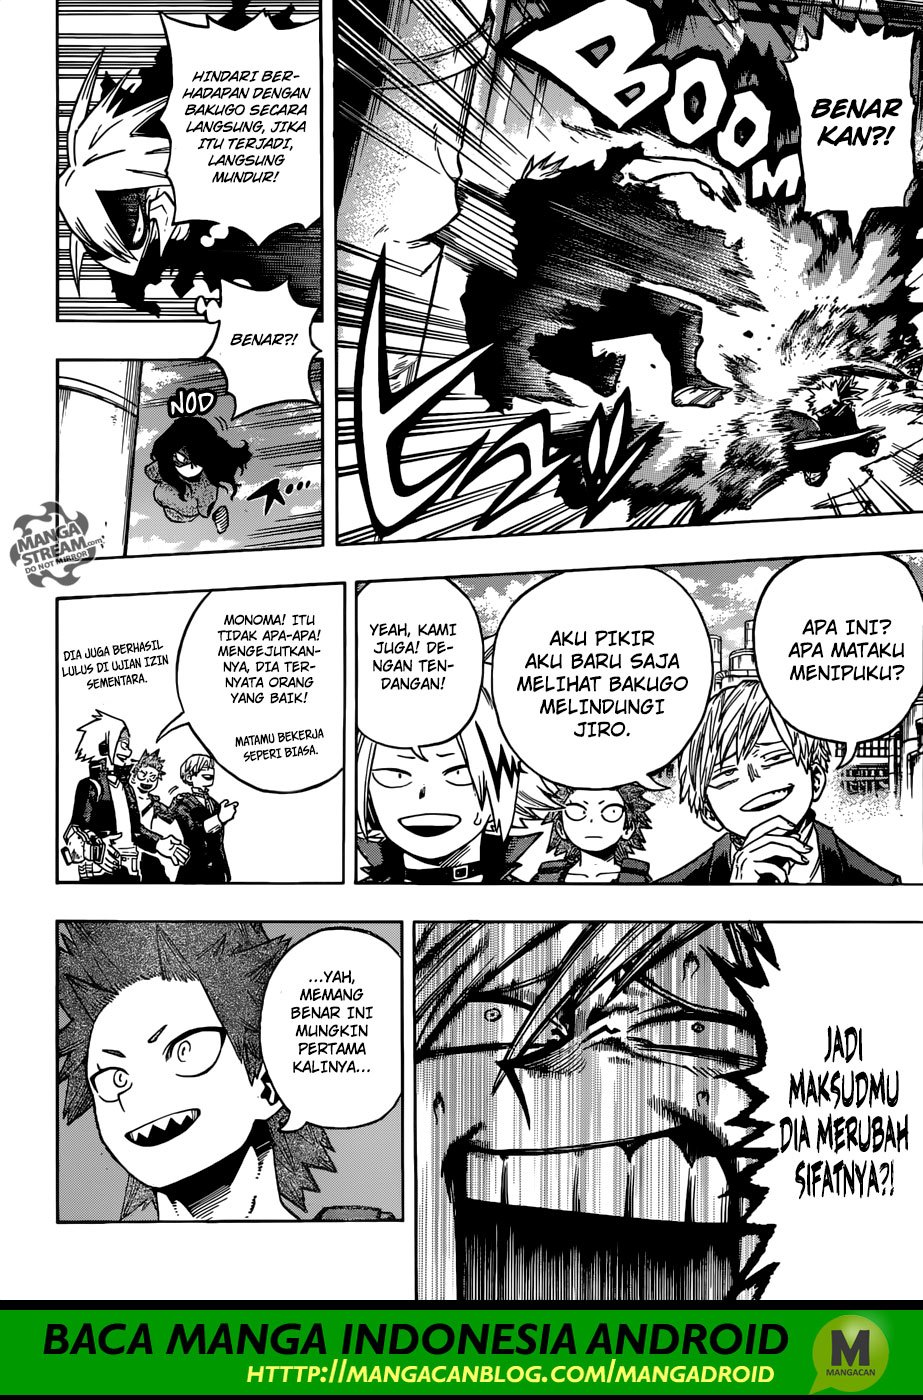 BOOM
BENAR
KAN?!
HINDARI BER-
HADAPAN DENGAN
BAKUGO SECARA
LANGSUNG, JIKA
ITU TERJADI,
LANGSUNG
MUNDUR!
BENAR?!
NOD
MANGA
STREAM.com
DO NOT MIRROR
APA INI?
APA MATAKU
MENIPUKU?
AKU PIKIR
AKU BARU SAJA
MELIHAT BAKUGO
MELINDUNGI
JIRO.
YEAH, KAMI
JUGA! DE-
NGAN TEN-
DANGAN!
MONOMA! ITU
TIDAK APA-APA!
MENGEJUTKAN-
NYA, DIA TER-
NYATA ORANG
YANG BAIK!
MATAMU BEKERJA
SEPERI BIASA.
DIA JUGA BERHASIL
LULUS DI UJIAN IZIN
SEMENTARA.
JADI
MAKSUDMU
DIA MERUBAH
SIFATNYA?!
...YAH,
MEMANG
BENAR INI
MUNGKIN
PERTAMA
KALINYA...
BACA MANGA INDONESIA ANDROID
HTTTP://MANGACANBLOG.COM/MANGADROID
M
MANGACAN